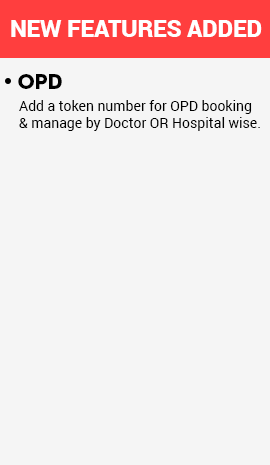 NEW FEATURES ADDED
• OPD
Add a token number for OPD booking
& manage by Doctor OR Hospital wise.